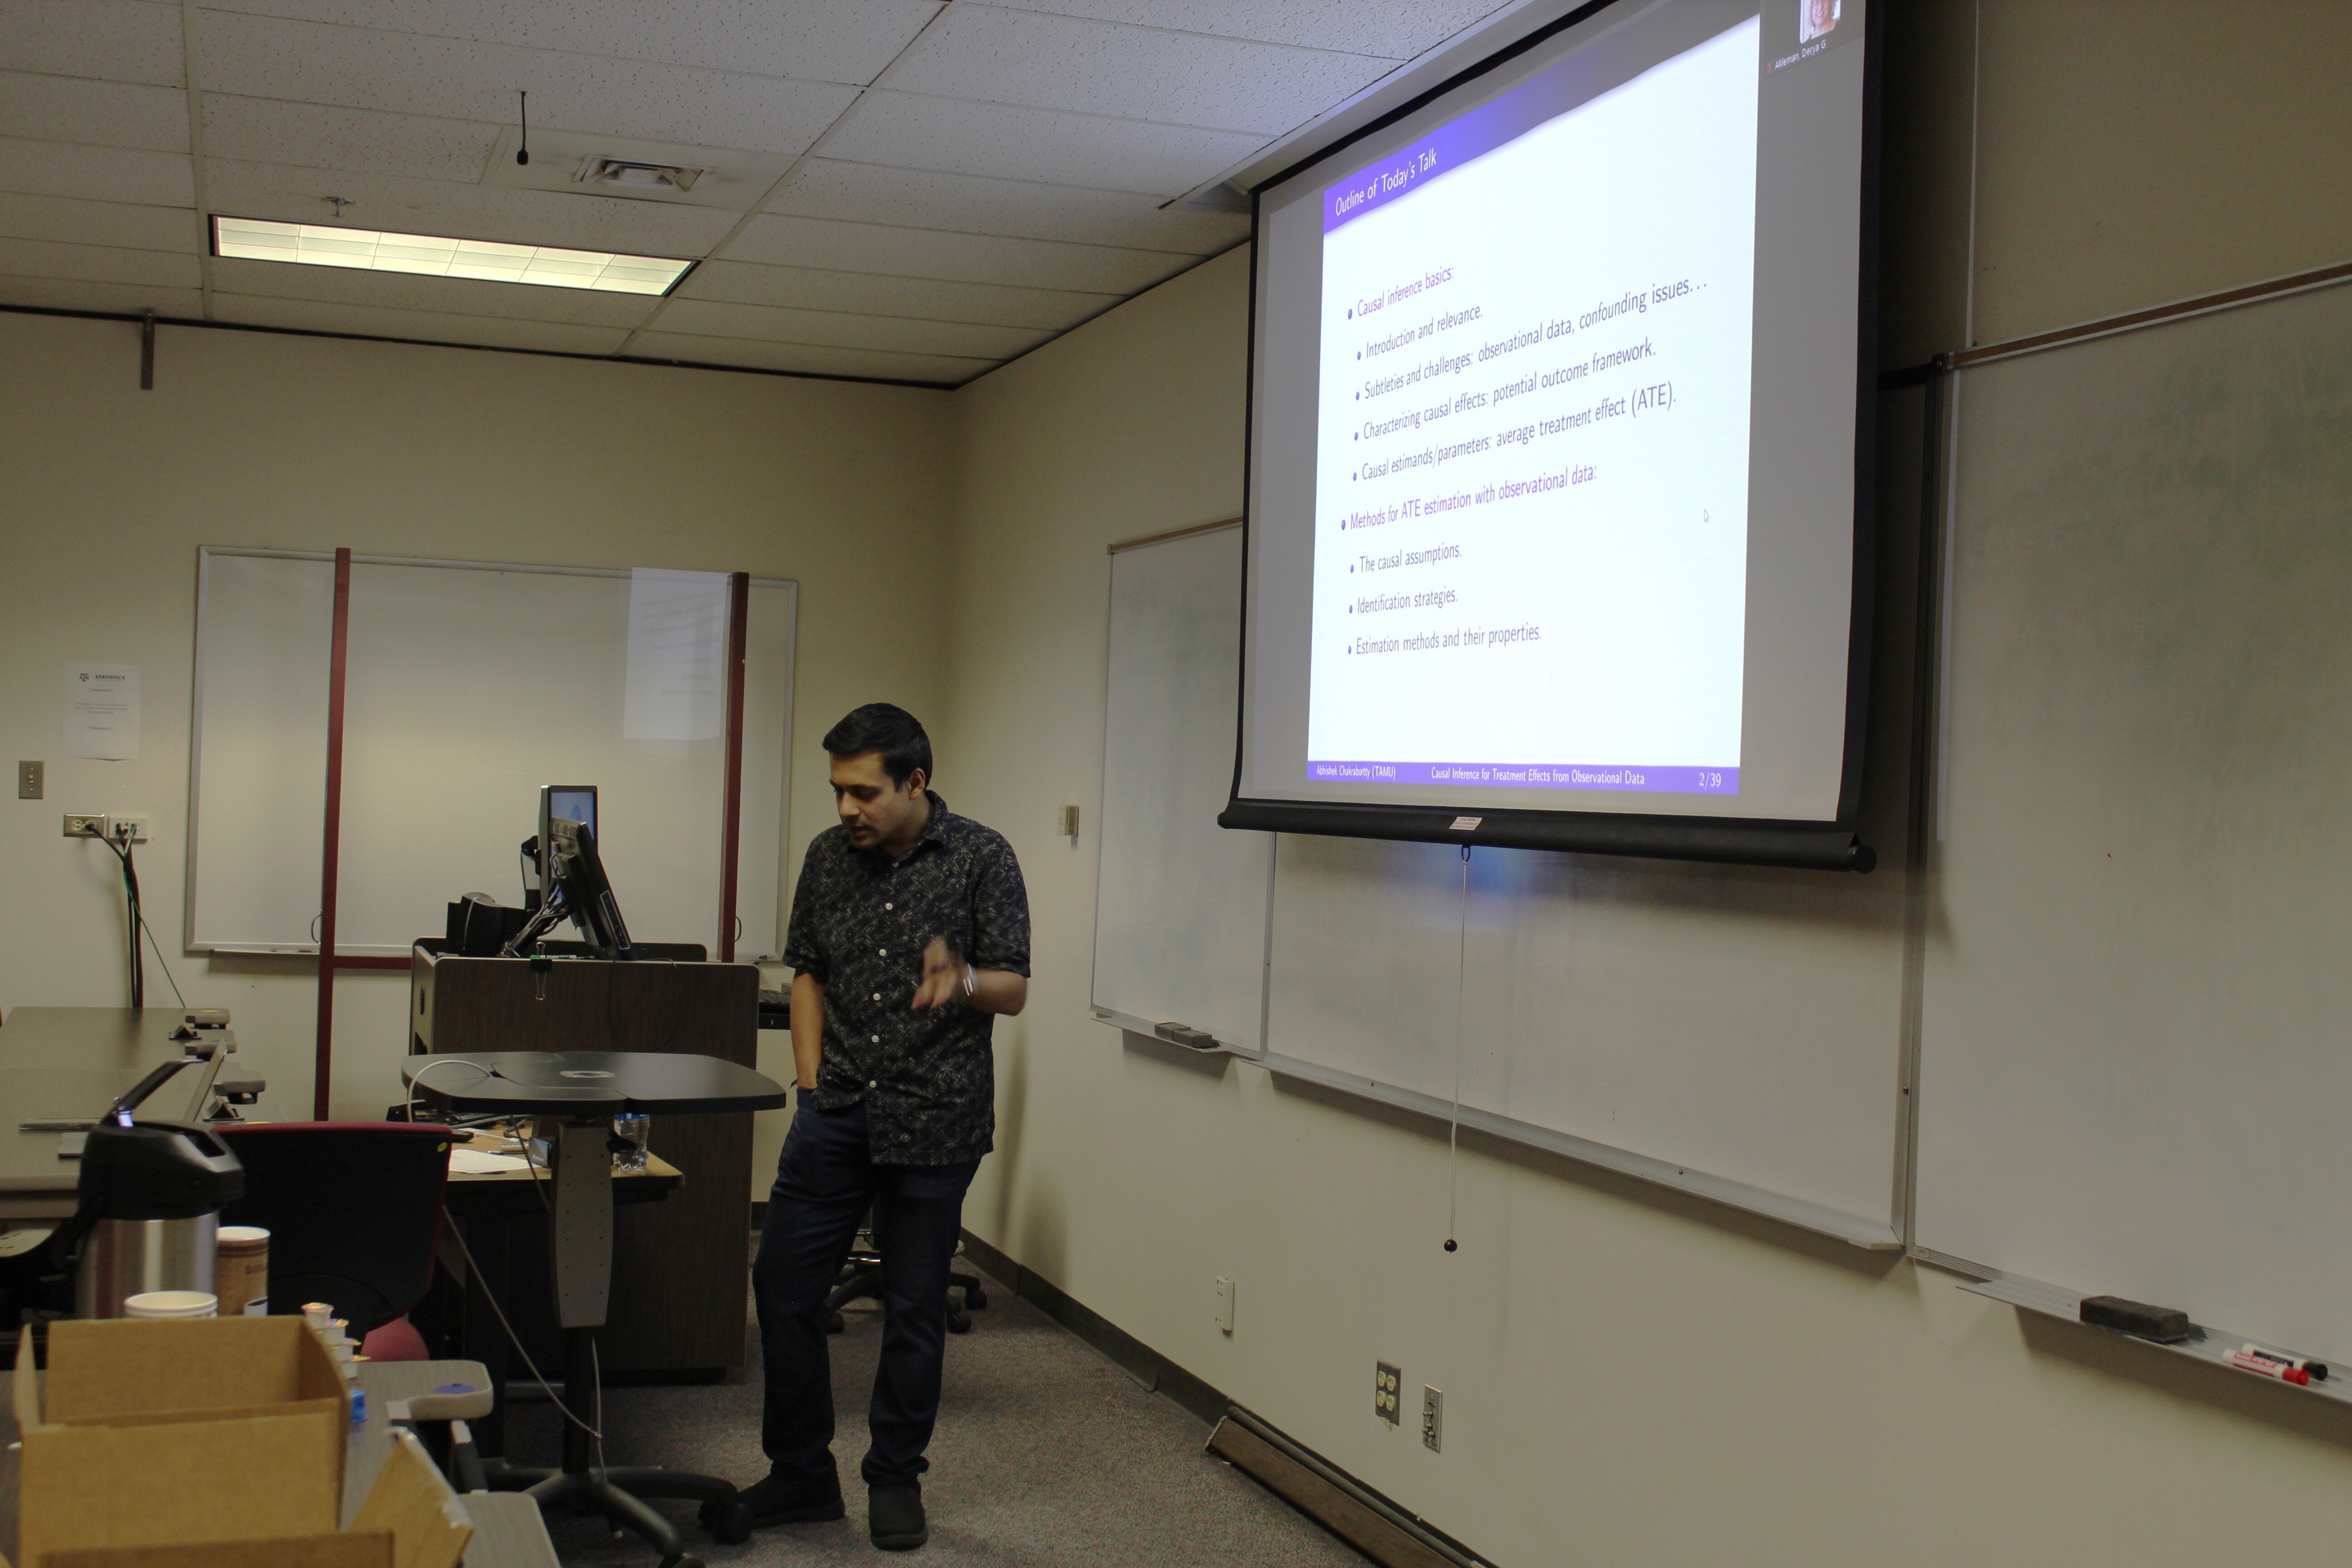 Akleman, Derya G
Outline of Today's Talk
Causal inference basics:
Introduction and relevance.
Subtleties and challenges: observational data, confounding issues...
Characterizing causal effects: potential outcome framework.
Causal estimands/parameters: average treatment effect (ATE).
Methods for ATE estimation with observational data:
The causal assumptions.
Identification strategies.
Estimation methods and their properties.
Abhishek Chakrabortty (TAMU) Causal Inference for Treatment Effects from Observational Data 2/39
STATISTICS